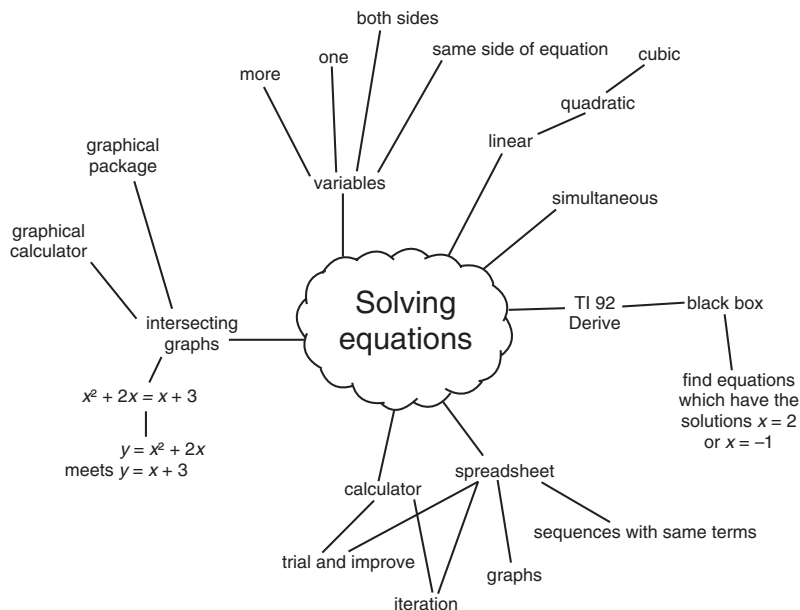 both sides
one
same side of equation
more
cubic
quadratic
linear
graphical
package
variables
simultaneous
graphical
calculator
Solving
equations
TI 92
Derive
black box
intersecting
graphs
find equations
which have the
solutions x = 2
or x = –1
x² + 2x = x + 3
y = x² + 2x
meets y = x + 3
calculator
spreadsheet
sequences with same terms
trial and improve
graphs
iteration